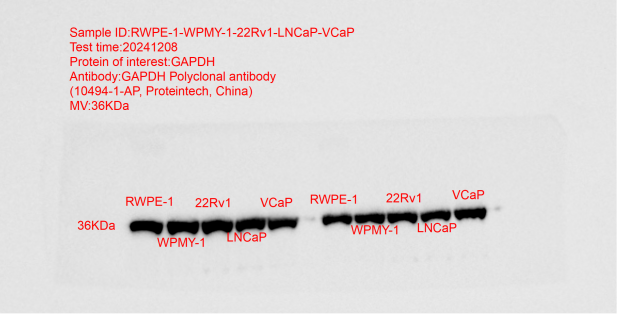 Sample ID:RWPE-1-WPMY-1-22Rv1-LNCaP-VCaP
Test time:20241208
Protein of interest:GAPDH
Antibody:GAPDH Polyclonal antibody
(10494-1-AP, Proteintech, China)
MV:36KDa
RWPE-1 22Rv1 VCaP RWPE-1 22Rv1 VCaP
36KDa
WPMY-1 LNCaP WPMY-1 LNCaP